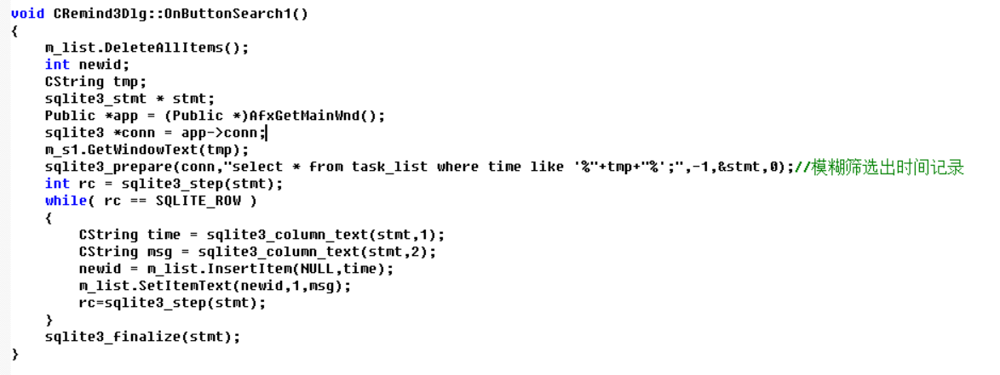 void CRemind3Dlg::OnButtonSearch1()
{
    m_list.DeleteAllItems();
    int newid;
    CString tmp;
    sqlite3_stmt * stmt;
    Public *app = (Public *)AfxGetMainWnd();
    sqlite3 *conn = app->conn;
    m_s1.GetWindowText(tmp);
    sqlite3_prepare(conn,"select * from task_list where time like '%"+tmp+"%';",-1,&stmt,0);//模糊筛选出时间记录
    int rc = sqlite3_step(stmt);
    while( rc == SQLITE_ROW )
    {
        CString time = sqlite3_column_text(stmt,1);
        CString msg = sqlite3_column_text(stmt,2);
        newid = m_list.InsertItem(NULL,time);
        m_list.SetItemText(newid,1,msg);
        rc=sqlite3_step(stmt);
    }
    sqlite3_finalize(stmt);
}